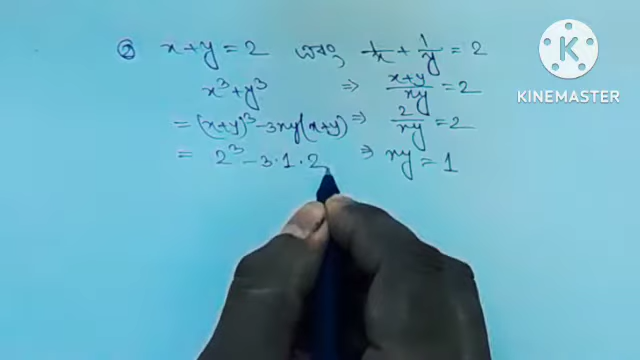 ② x+y=2 এবং, 1/x + 1/y = 2
x³+y³ ⇒ (x+y)/xy = 2
= (x+y)³ - 3xy(x+y) ⇒ 2/xy = 2
= 2³ - 3·1·2 ⇒ xy = 1
KINEMASTER